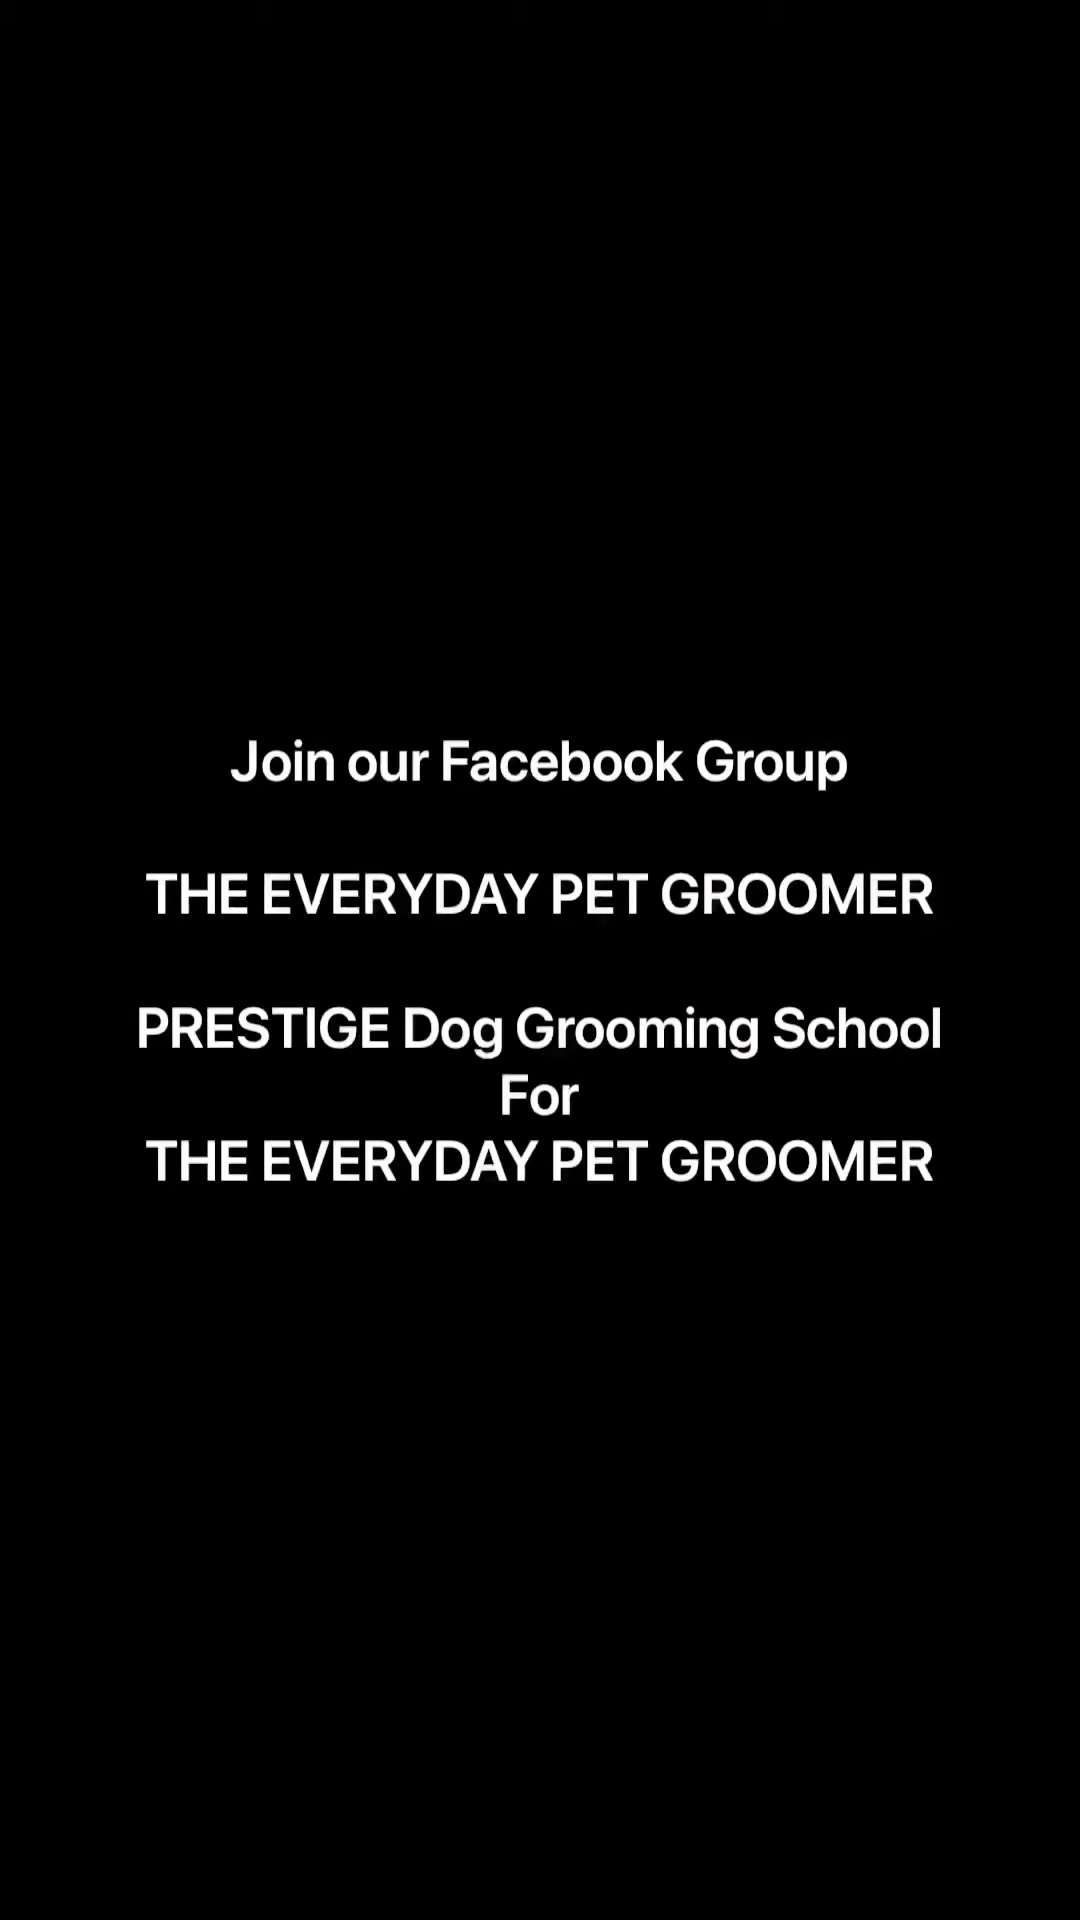 Join our Facebook Group
THE EVERYDAY PET GROOMER
PRESTIGE Dog Grooming School
For
THE EVERYDAY PET GROOMER